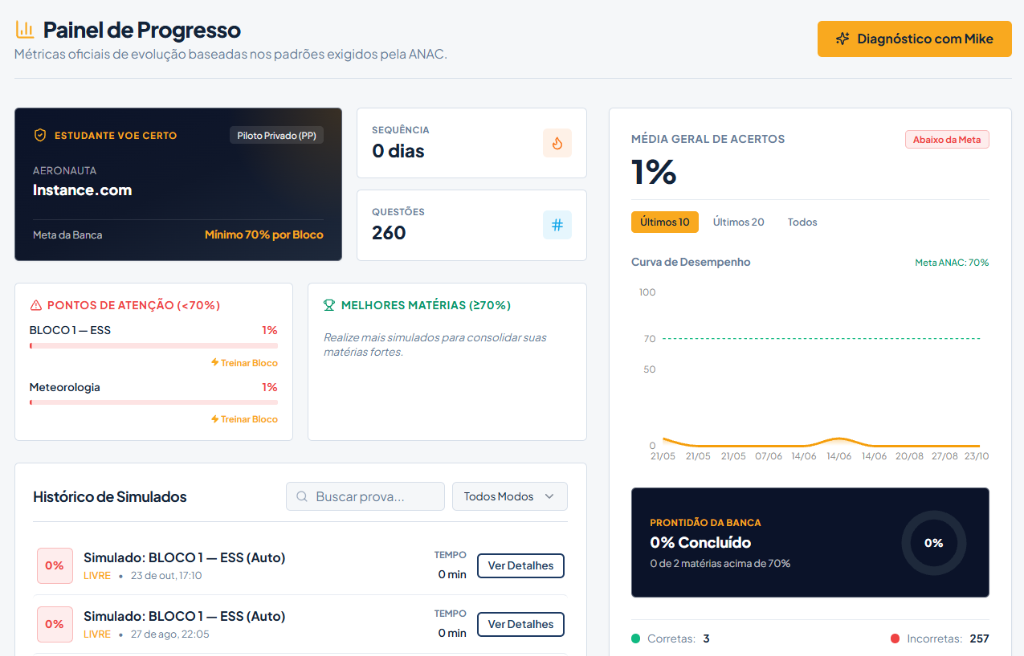 Painel de Progresso
Métricas oficiais de evolução baseadas nos padrões exigidos pela ANAC.
Diagnóstico com Mike
ESTUDANTE VOE CERTO
Piloto Privado (PP)
AERONAUTA
Instance.com
Meta da Banca
Mínimo 70% por Bloco
SEQUÊNCIA
0 dias
QUESTÕES
260
PONTOS DE ATENÇÃO (<70%)
BLOCO 1 — ESS
1%
Treinar Bloco
Meteorologia
1%
Treinar Bloco
MELHORES MATÉRIAS (≥70%)
Realize mais simulados para consolidar suas
matérias fortes.
Histórico de Simulados
Buscar prova...
Todos Modos
0%
Simulado: BLOCO 1 — ESS (Auto)
LIVRE • 23 de out, 17:10
TEMPO
0 min
Ver Detalhes
0%
Simulado: BLOCO 1 — ESS (Auto)
LIVRE • 27 de ago, 22:05
TEMPO
0 min
Ver Detalhes
MÉDIA GERAL DE ACERTOS
Abaixo da Meta
1%
Últimos 10
Últimos 20
Todos
Curva de Desempenho
Meta ANAC: 70%
100
70
50
0
21/05 21/05 21/05 07/06 14/06 14/06 14/06 20/08 27/08 23/10
PRONTIDÃO DA BANCA
0% Concluído
0 de 2 matérias acima de 70%
0%
Corretas: 3
Incorretas: 257